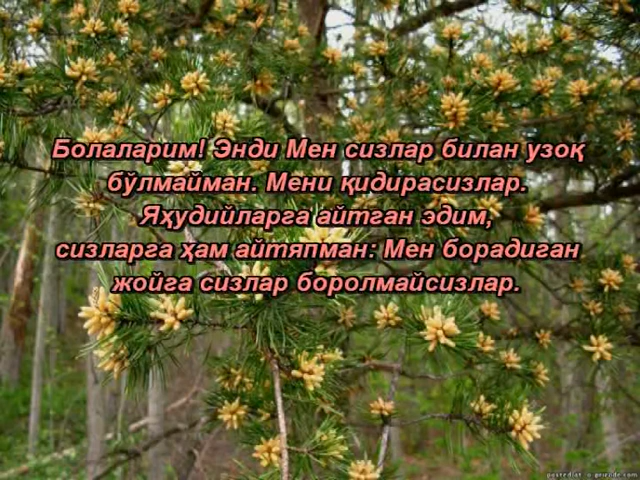 Болаларим! Энди Мен сизлар билан узоқ
бўлмайман. Мени қидирасизлар.
Яҳудийларга айтган эдим,
сизларга ҳам айтяпман: Мен борадиган
жойга сизлар боролмайсизлар.